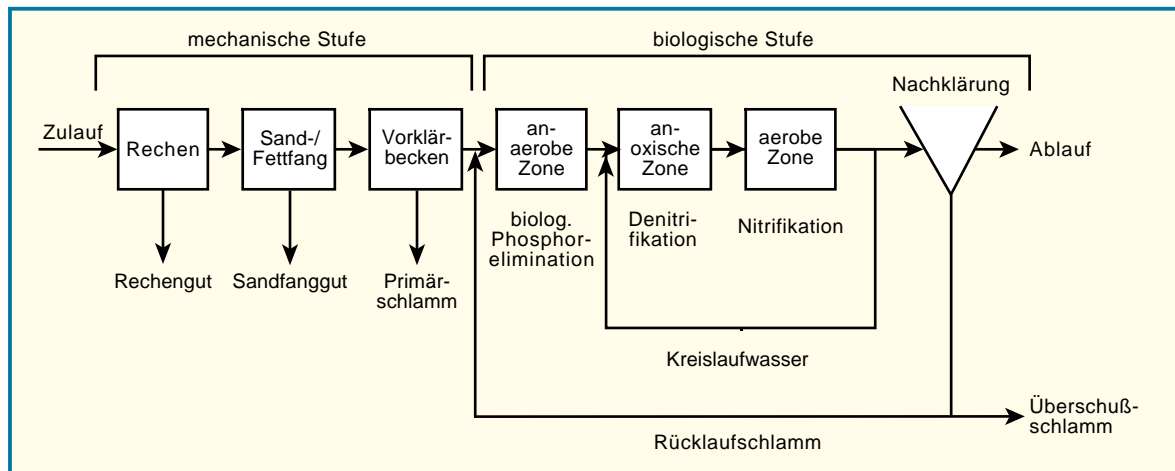 mechanische Stufe
biologische Stufe
Nachklärung
Zulauf
Rechen
Sand-/
Fettfang
Vorklär-
becken
an-
aerobe
Zone
an-
oxische
Zone
aerobe
Zone
Ablauf
biolog.
Phosphor-
elimination
Denitri-
fikation
Nitrifikation
Rechengut
Sandfanggut
Primär-
schlamm
Kreislaufwasser
Rücklaufschlamm
Überschuß-
schlamm